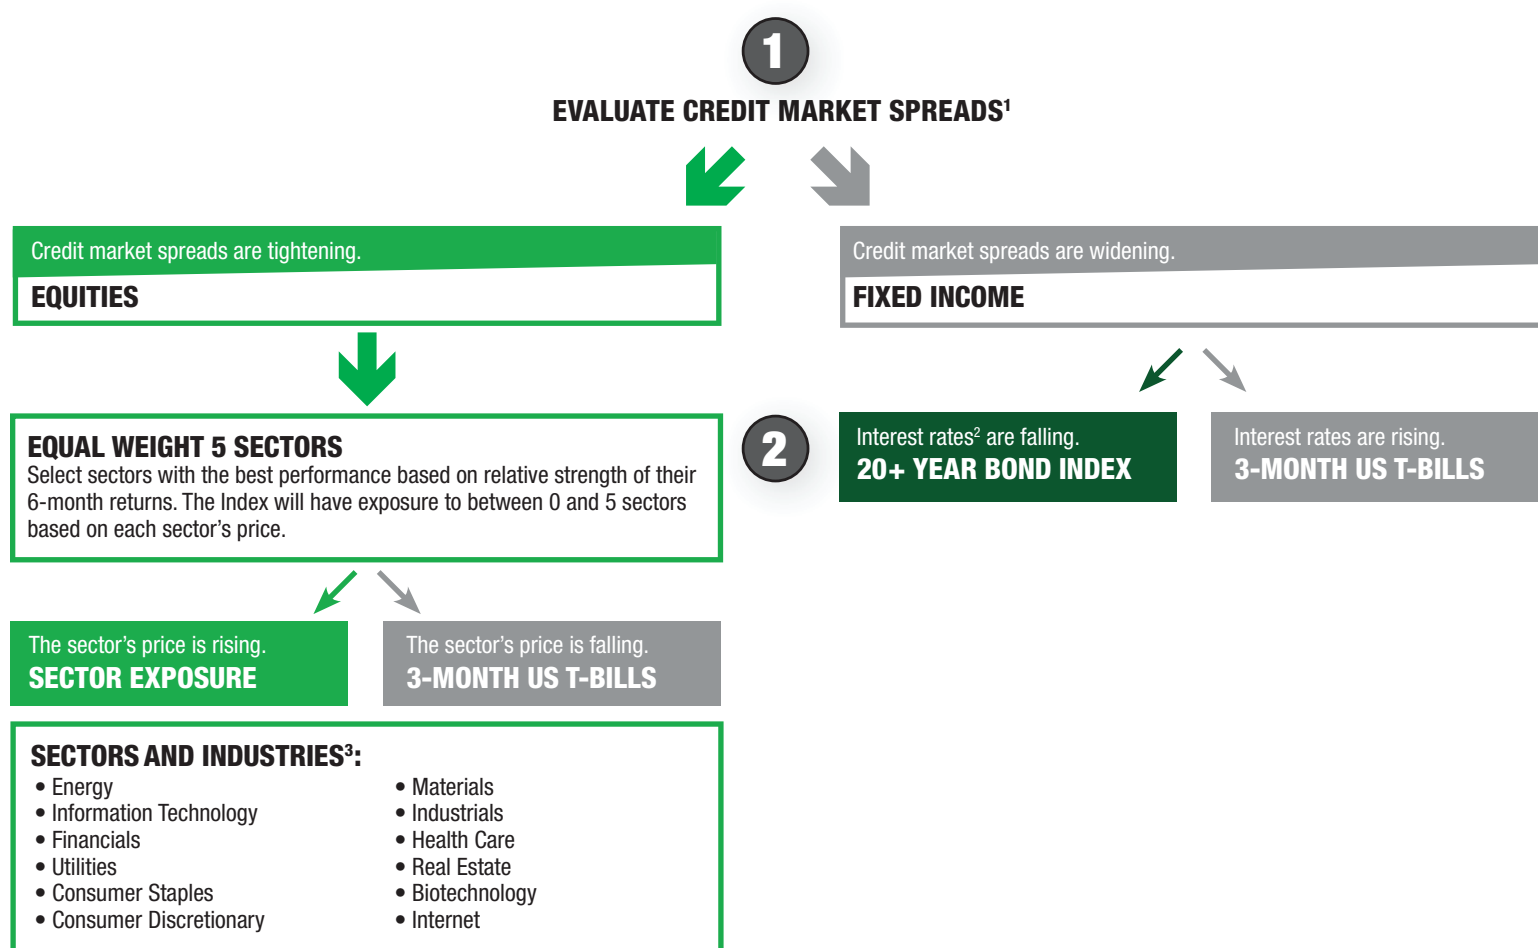 1
EVALUATE CREDIT MARKET SPREADS¹
Credit market spreads are tightening.
EQUITIES
Credit market spreads are widening.
FIXED INCOME
EQUAL WEIGHT 5 SECTORS
Select sectors with the best performance based on relative strength of their
6-month returns. The Index will have exposure to between 0 and 5 sectors
based on each sector’s price.
2
Interest rates² are falling.
20+ YEAR BOND INDEX
Interest rates are rising.
3-MONTH US T-BILLS
The sector’s price is rising.
SECTOR EXPOSURE
The sector’s price is falling.
3-MONTH US T-BILLS
SECTORS AND INDUSTRIES³:
• Energy
• Information Technology
• Financials
• Utilities
• Consumer Staples
• Consumer Discretionary
• Materials
• Industrials
• Health Care
• Real Estate
• Biotechnology
• Internet